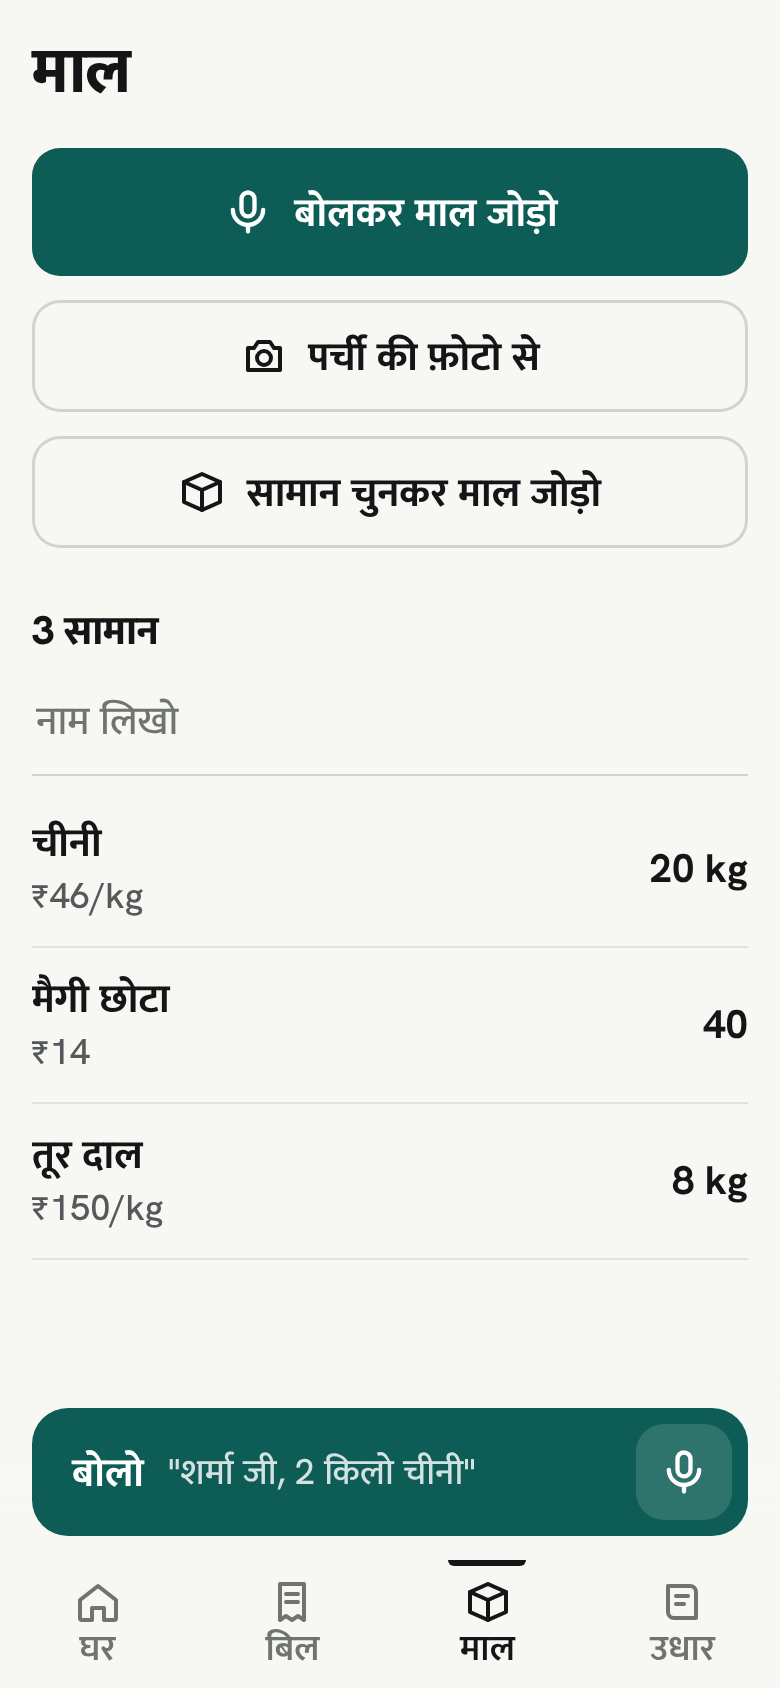 माल
बोलकर माल जोड़ो
पर्ची की फ़ोटो से
सामान चुनकर माल जोड़ो
3 सामान
नाम लिखो
चीनी
₹46/kg
20 kg
मैगी छोटा
₹14
40
तूर दाल
₹150/kg
8 kg
बोलो "शर्मा जी, 2 किलो चीनी"
घर बिल माल उधार